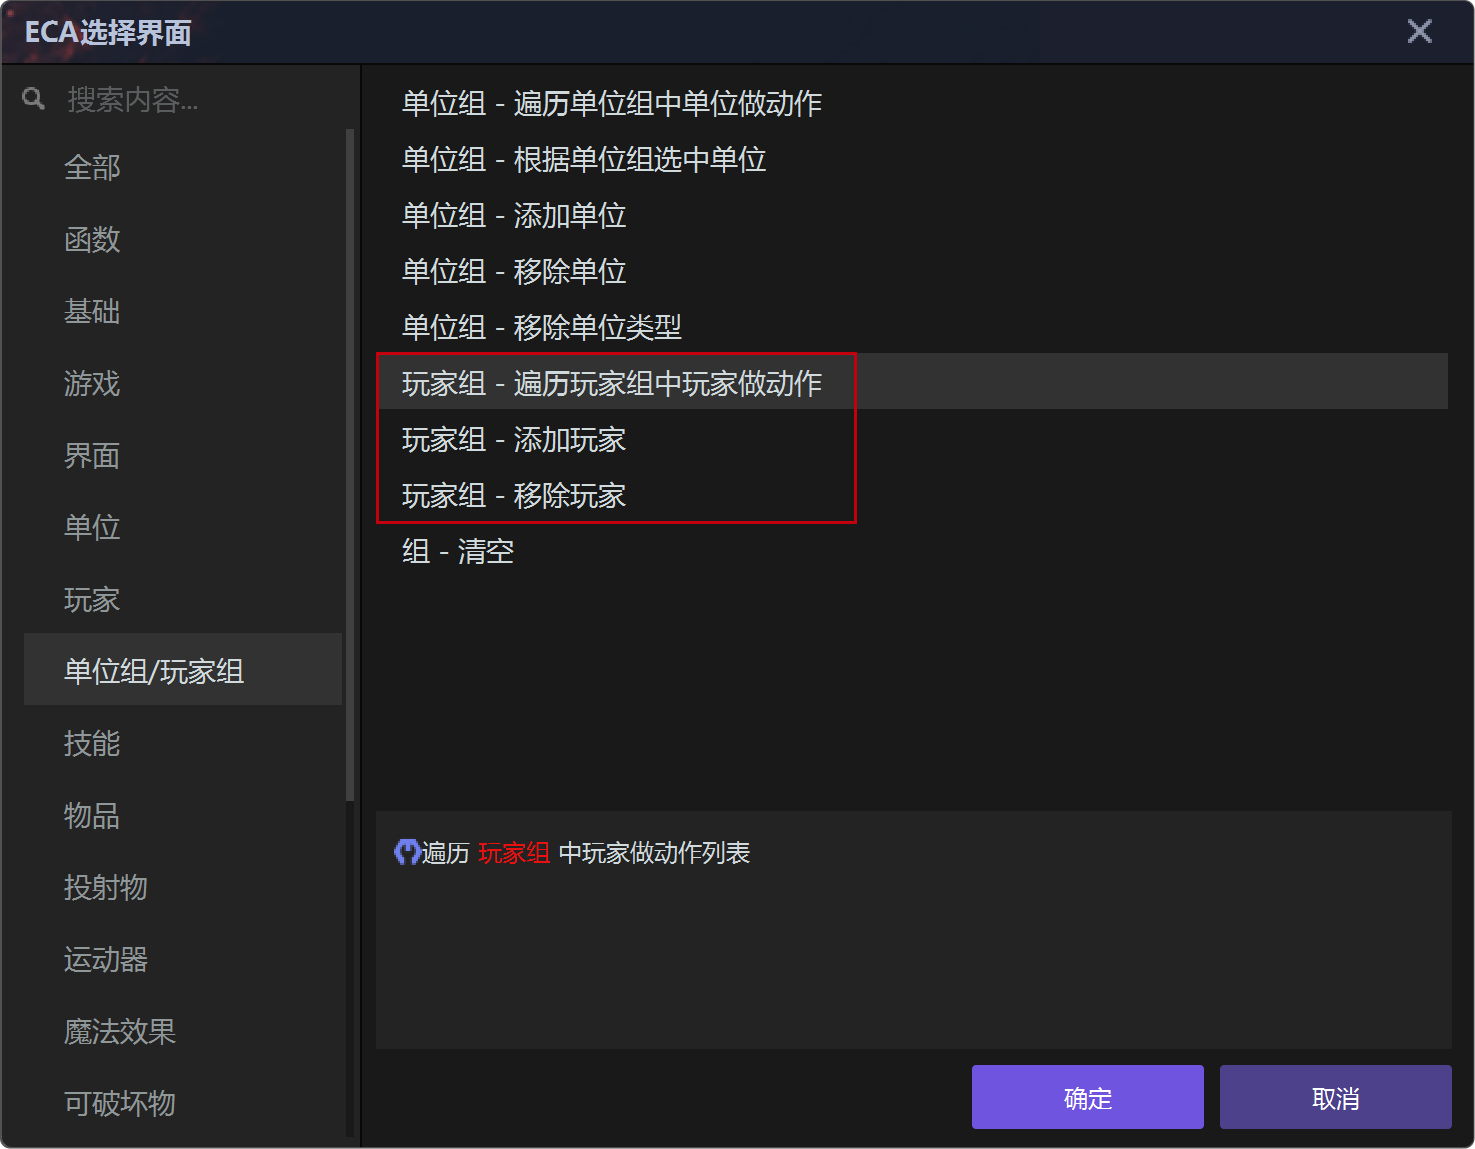 ECA选择界面
搜索内容...
全部
函数
基础
游戏
界面
单位
玩家
单位组/玩家组
技能
物品
投射物
运动器
魔法效果
可破坏物
单位组 - 遍历单位组中单位做动作
单位组 - 根据单位组选中单位
单位组 - 添加单位
单位组 - 移除单位
单位组 - 移除单位类型
玩家组 - 遍历玩家组中玩家做动作
玩家组 - 添加玩家
玩家组 - 移除玩家
组 - 清空
遍历 玩家组 中玩家做动作列表
确定
取消